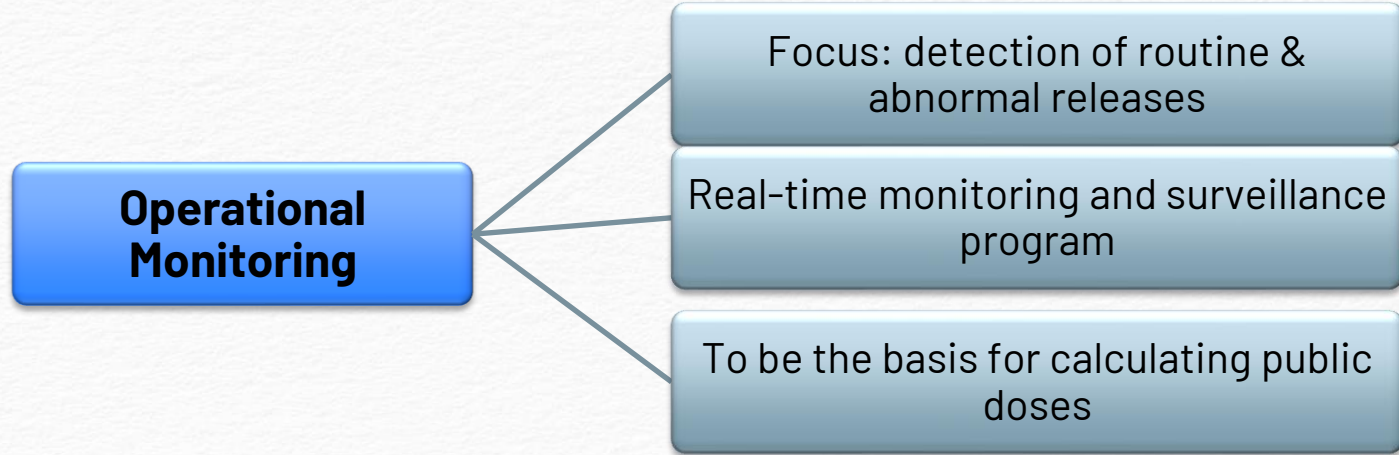 Focus: detection of routine &
abnormal releases
Operational
Monitoring
Real-time monitoring and surveillance
program
To be the basis for calculating public
doses